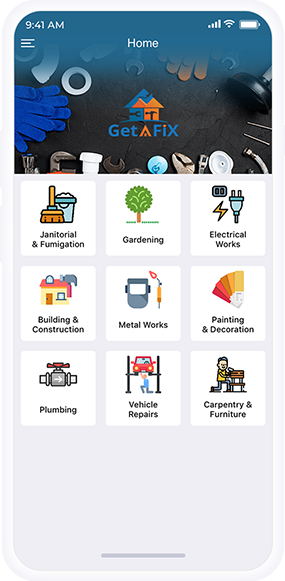 9:41 AM
Home
GetAFiX
Janitorial
& Fumigation
Gardening
Electrical
Works
Building &
Construction
Metal Works
Painting
& Decoration
Plumbing
Vehicle
Repairs
Carpentry &
Furniture